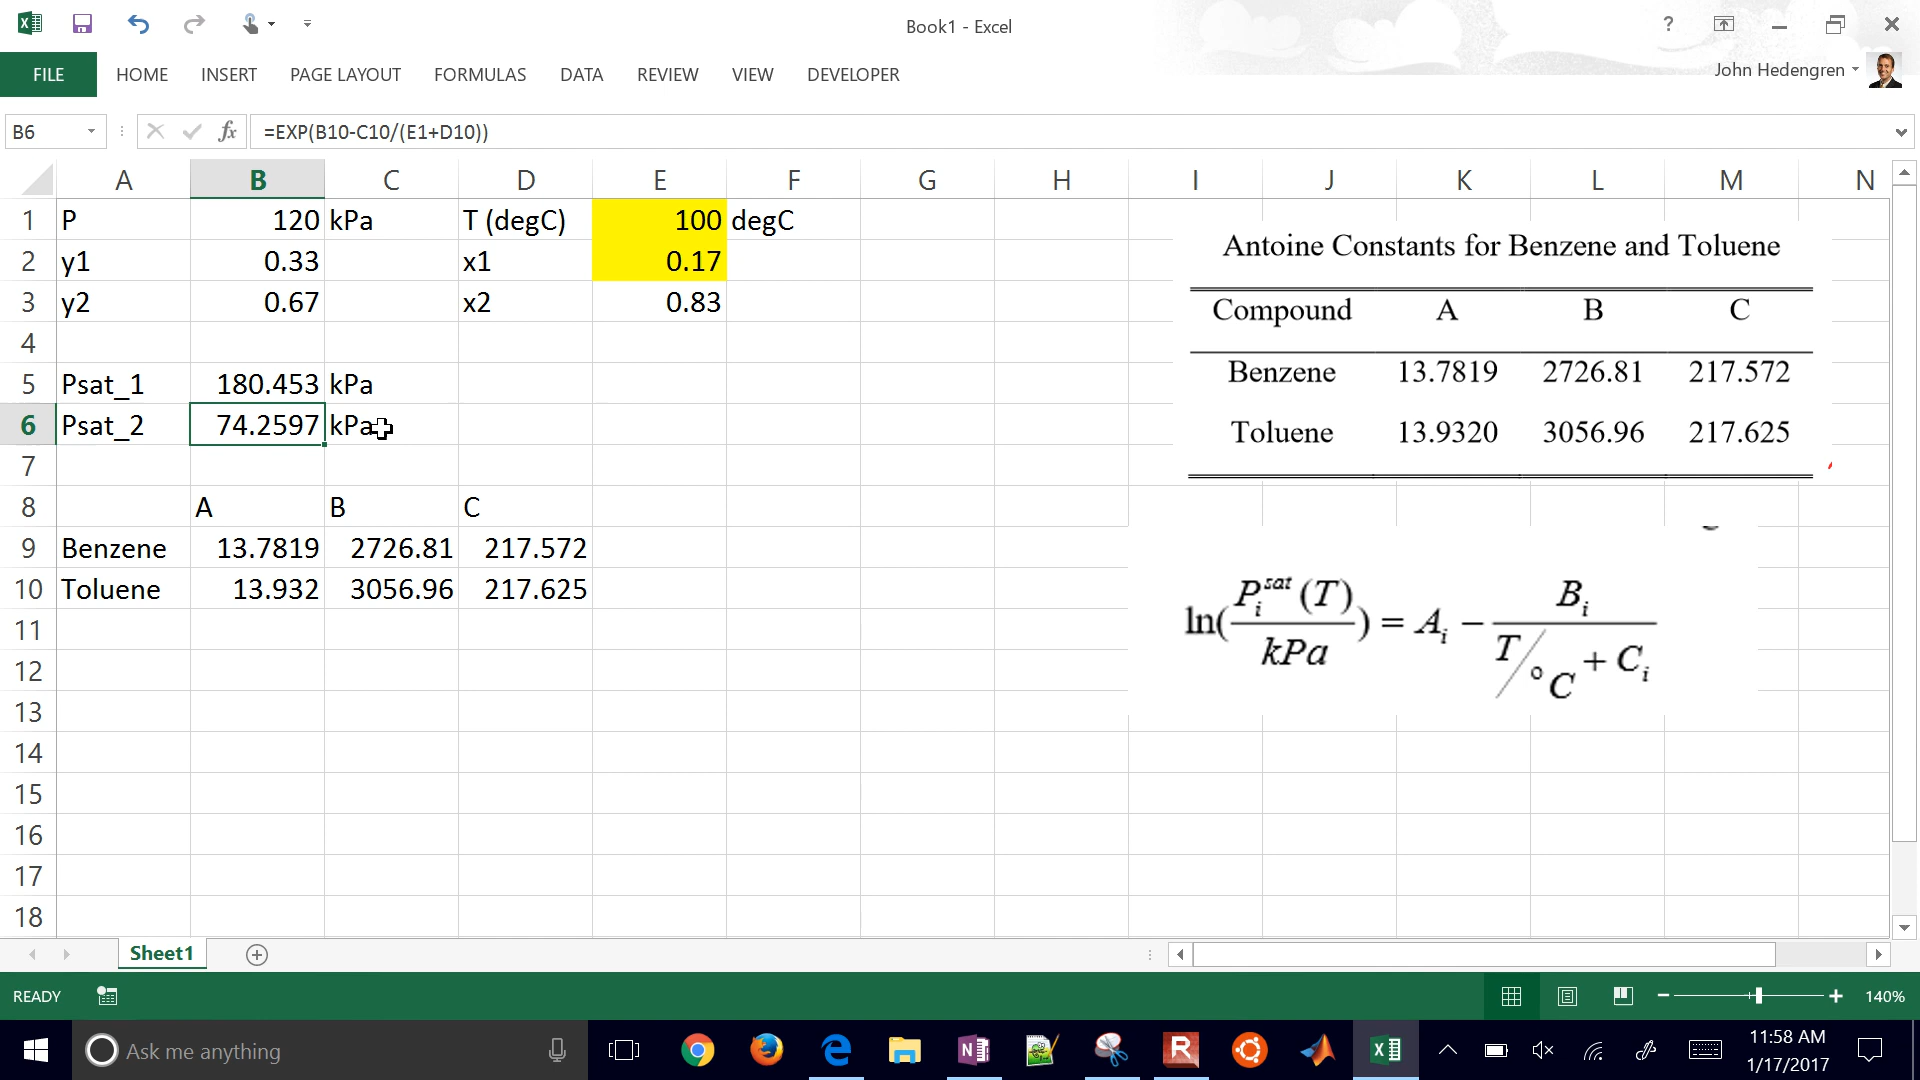 Book1 - Excel
?
FILE HOME INSERT PAGE LAYOUT FORMULAS DATA REVIEW VIEW DEVELOPER
John Hedengren
B6 fx =EXP(B10-C10/(E1+D10))
A B C D E F G H I J K L M N
1 P 120 kPa T (degC) 100 degC
2 y1 0.33 x1 0.17
3 y2 0.67 x2 0.83
4
5 Psat_1 180.453 kPa
6 Psat_2 74.2597 kPa
7
8 A B C
9 Benzene 13.7819 2726.81 217.572
10 Toluene 13.932 3056.96 217.625
11
12
13
14
15
16
17
18
Antoine Constants for Benzene and Toluene
Compound A B C
Benzene 13.7819 2726.81 217.572
Toluene 13.9320 3056.96 217.625
ln(P_i^sat (T) / kPa) = A_i − B_i / (T/°C + C_i)
Sheet1
READY 140%
Ask me anything
11:58 AM
1/17/2017